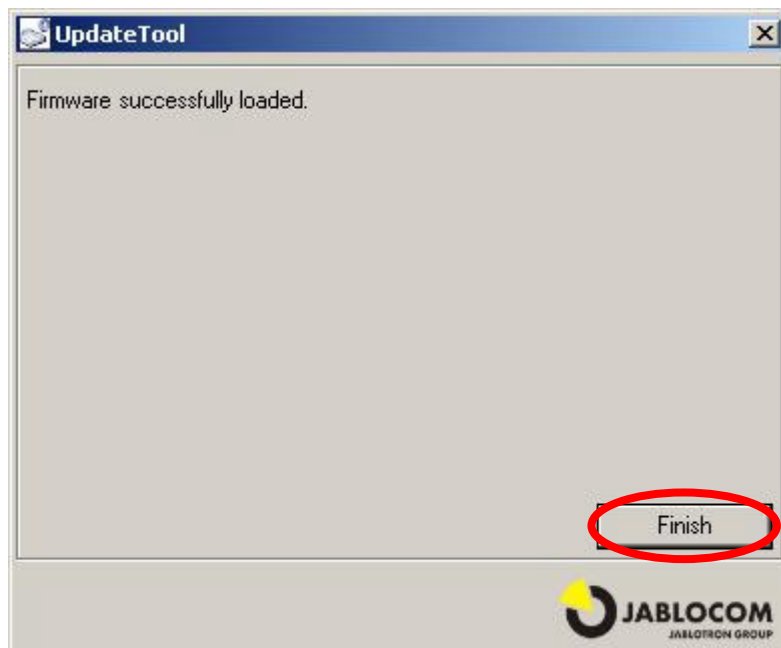 UpdateTool
Firmware successfully loaded.
Finish
JABLOCOM
JABLOTRON GROUP